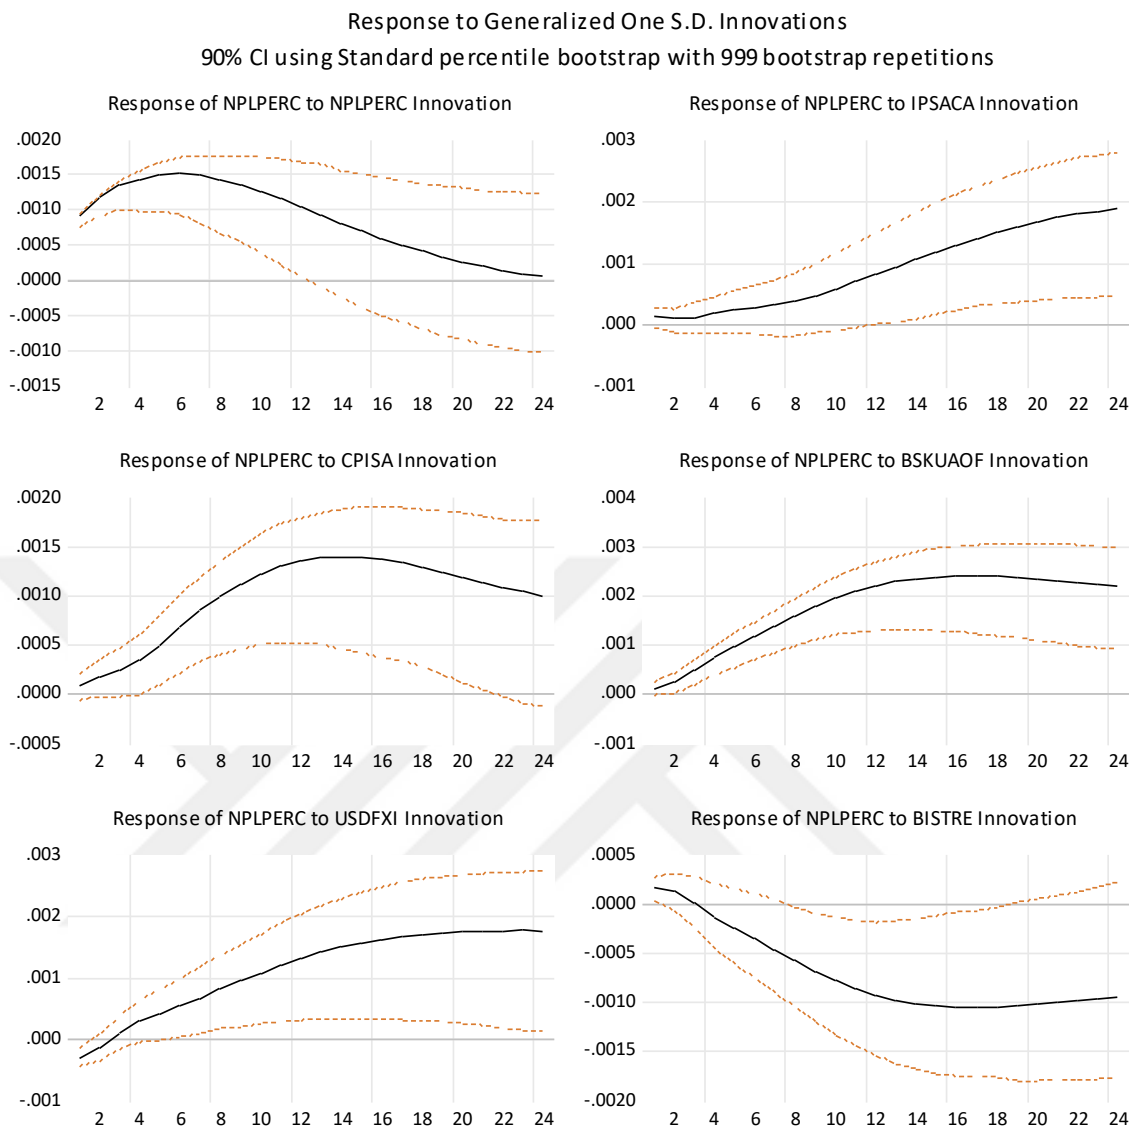 Response to Generalized One S.D. Innovations
90% CI using Standard percentile bootstrap with 999 bootstrap repetitions
Response of NPLPERC to NPLPERC Innovation
.0020
.0015
.0010
.0005
.0000
-.0005
-.0010
-.0015
2 4 6 8 10 12 14 16 18 20 22 24
Response of NPLPERC to IPSACA Innovation
.003
.002
.001
.000
-.001
2 4 6 8 10 12 14 16 18 20 22 24
Response of NPLPERC to CPISA Innovation
.0020
.0015
.0010
.0005
.0000
-.0005
2 4 6 8 10 12 14 16 18 20 22 24
Response of NPLPERC to BSKUAOF Innovation
.004
.003
.002
.001
.000
-.001
2 4 6 8 10 12 14 16 18 20 22 24
Response of NPLPERC to USDFXI Innovation
.003
.002
.001
.000
-.001
2 4 6 8 10 12 14 16 18 20 22 24
Response of NPLPERC to BISTRE Innovation
.0005
.0000
-.0005
-.0010
-.0015
-.0020
2 4 6 8 10 12 14 16 18 20 22 24